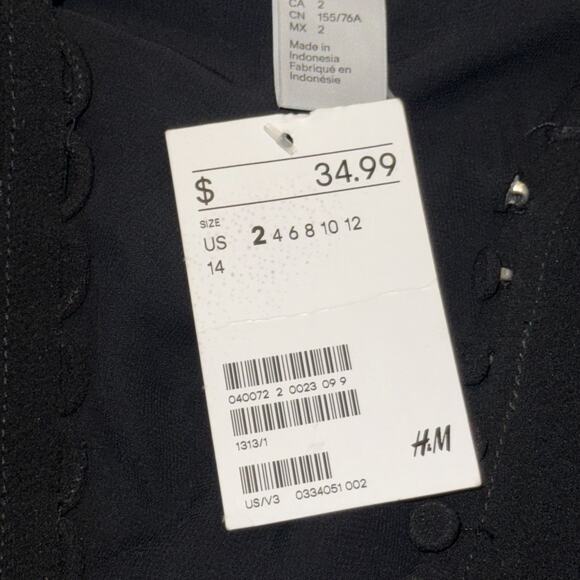 CA 2
CN 155/76A
MX 2
Made in
Indonesia
Fabriqué en
Indonésie
$ 34.99
SIZE
US 2 4 6 8 10 12
14
040072 2 0023 09 9
1313/1
H&M
US/V3 0334051 002